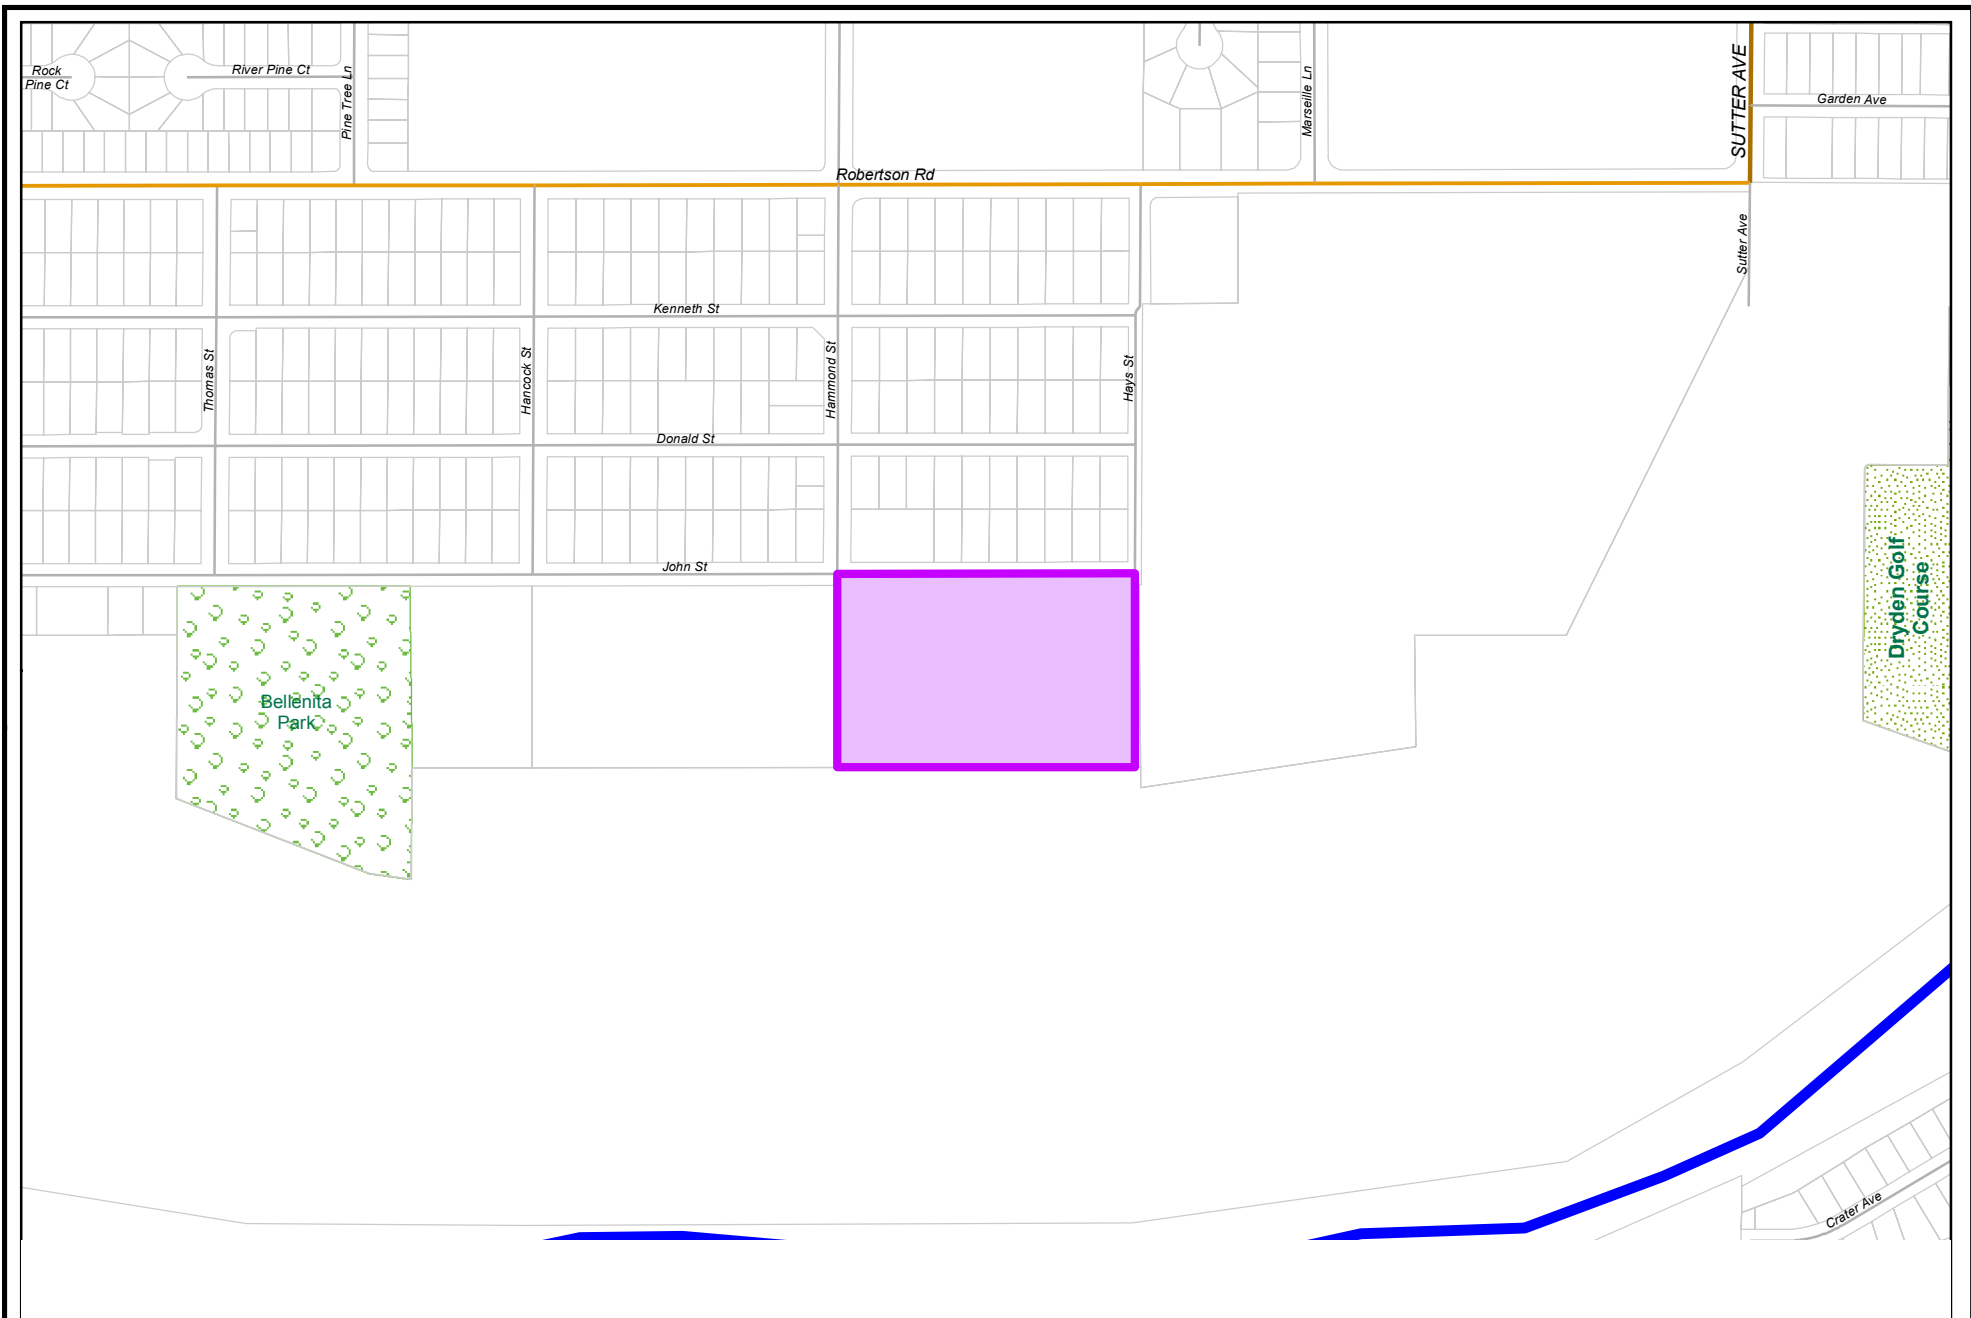 Rock
Pine Ct
River Pine Ct
Pine Tree Ln
Marseille Ln
SUTTER AVE
Garden Ave
Robertson Rd
Sutter Ave
Kenneth St
Thomas St
Hancock St
Hammond St
Hays St
Donald St
John St
Dryden Golf
Course
Bellenita
Park
Crater Ave